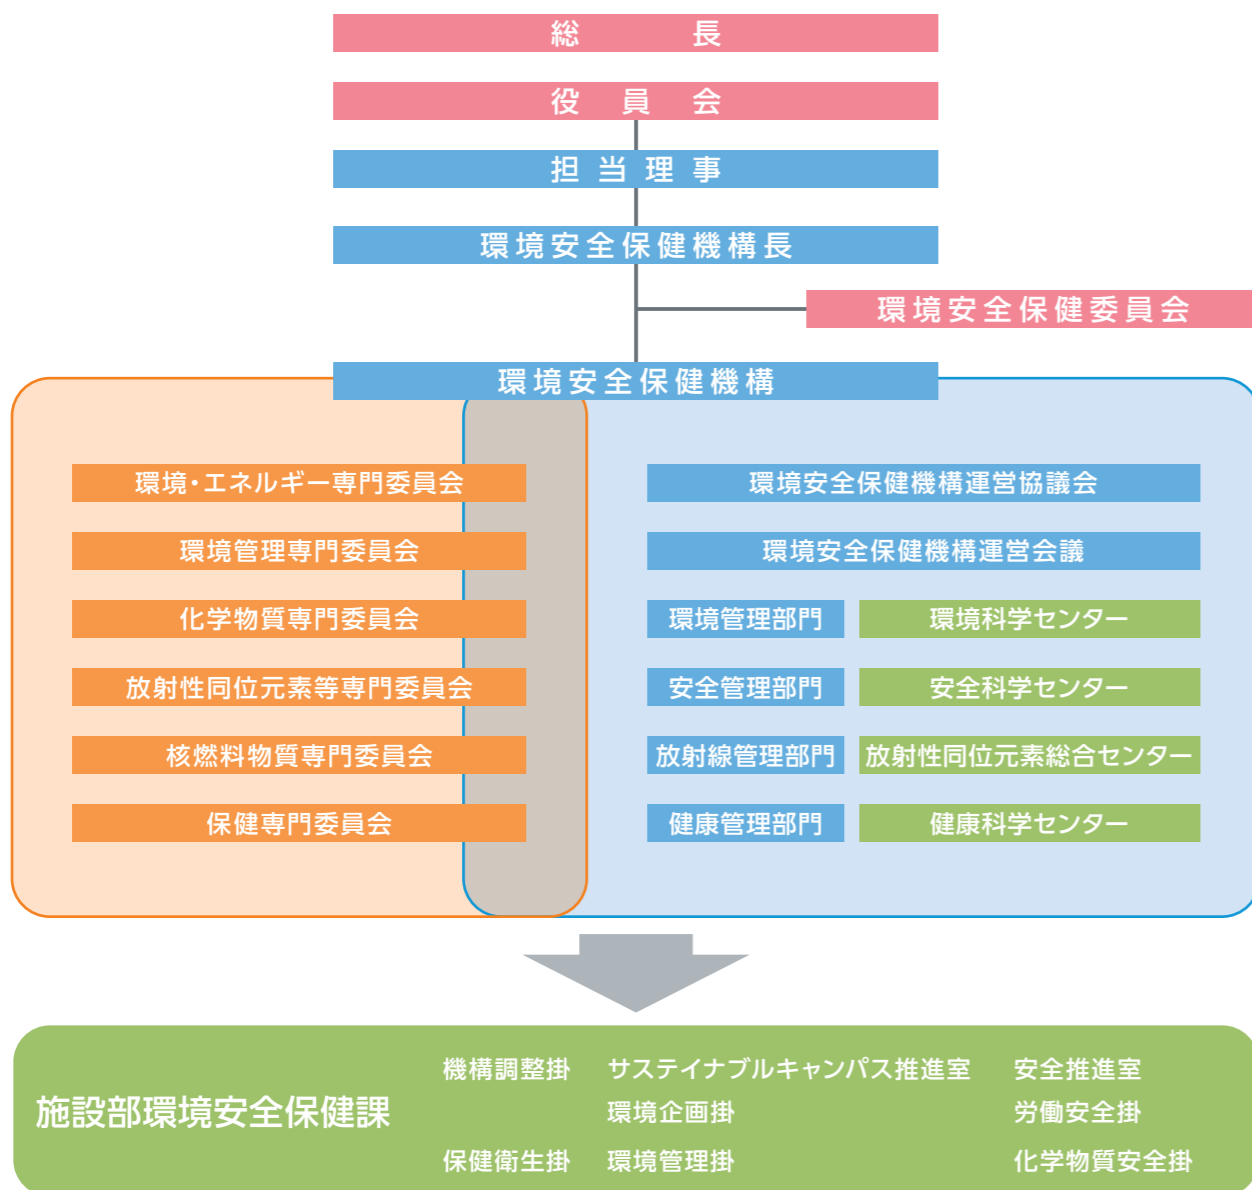 総長
役員会
担当理事
環境安全保健機構長
環境安全保健委員会
環境安全保健機構
環境・エネルギー専門委員会
環境管理専門委員会
化学物質専門委員会
放射性同位元素等専門委員会
核燃料物質専門委員会
保健専門委員会
環境安全保健機構運営協議会
環境安全保健機構運営会議
環境管理部門 環境科学センター
安全管理部門 安全科学センター
放射線管理部門 放射性同位元素総合センター
健康管理部門 健康科学センター
施設部環境安全保健課
機構調整掛 サステイナブルキャンパス推進室 安全推進室
環境企画掛 労働安全掛
保健衛生掛 環境管理掛 化学物質安全掛